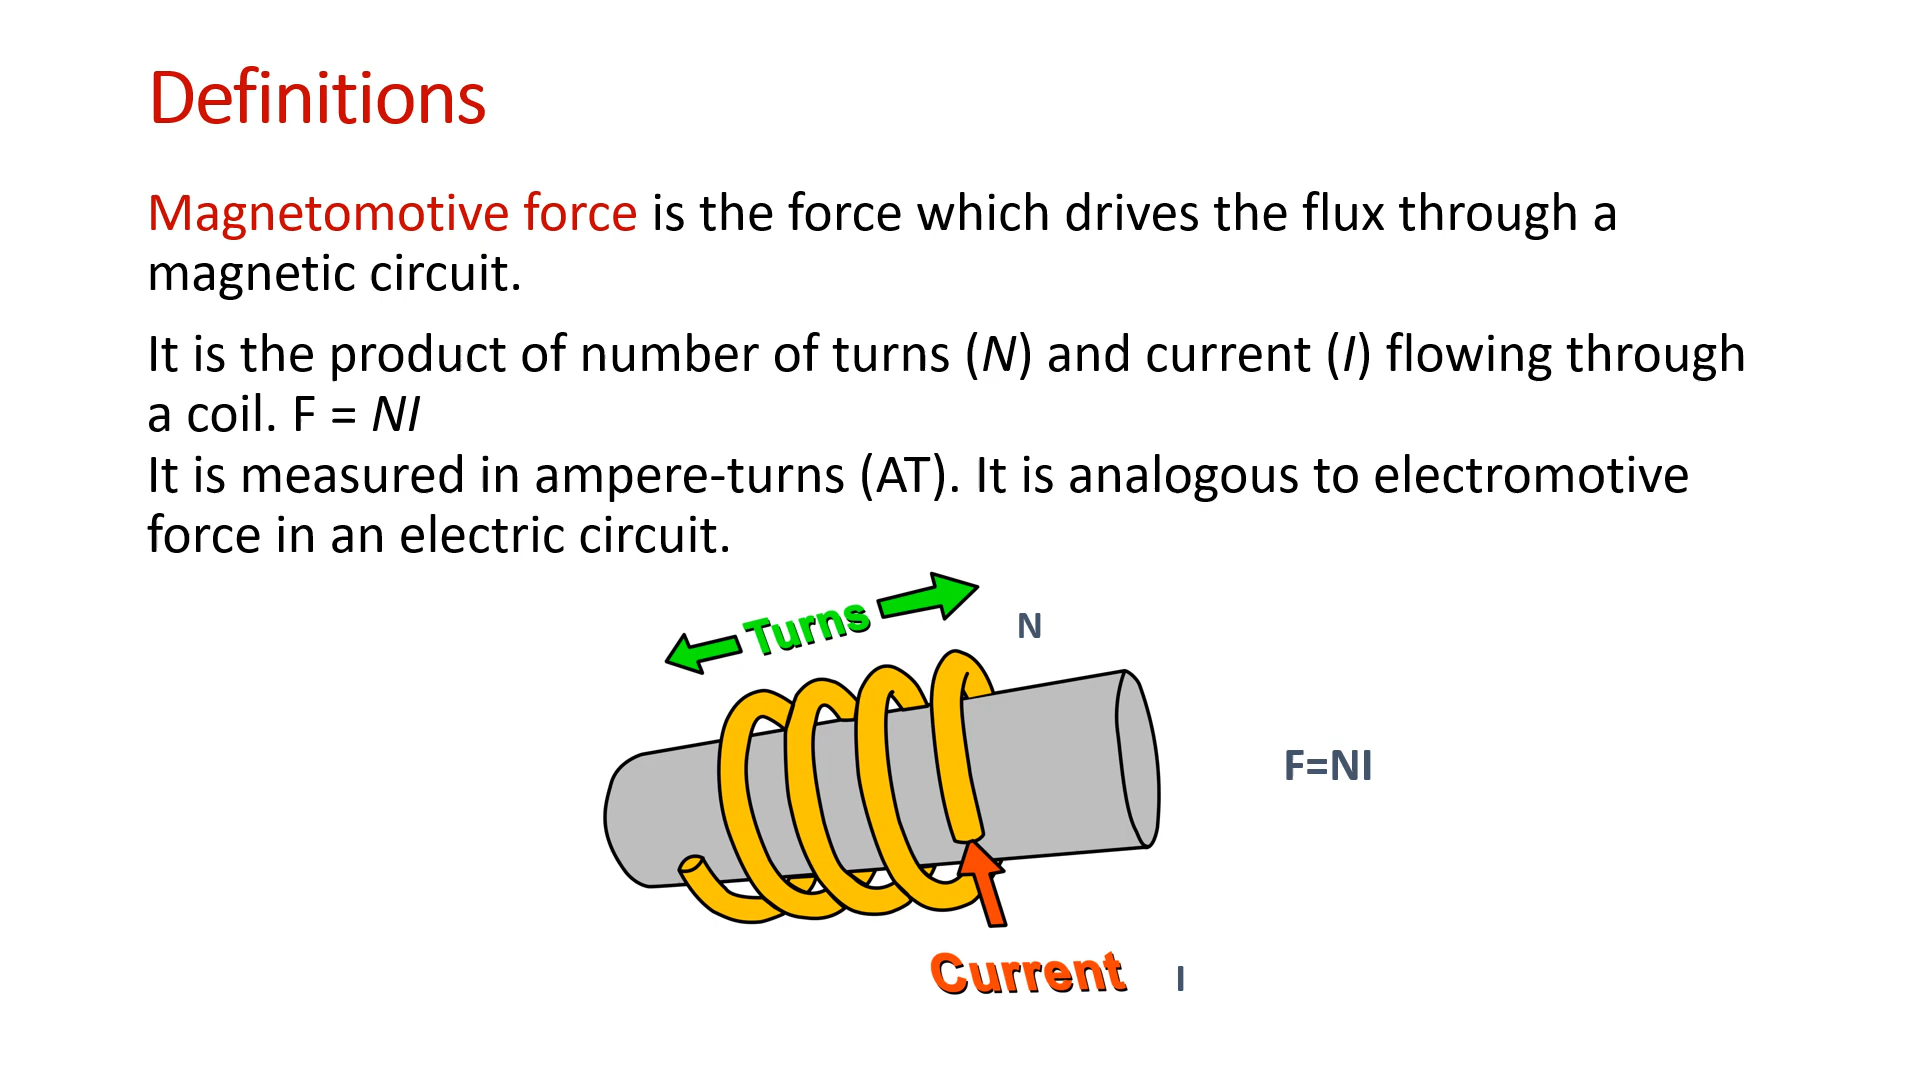 Definitions
Magnetomotive force is the force which drives the flux through a
magnetic circuit.
It is the product of number of turns (N) and current (I) flowing through
a coil. F = NI
It is measured in ampere-turns (AT). It is analogous to electromotive
force in an electric circuit.
Turns
N
F=NI
Current
I